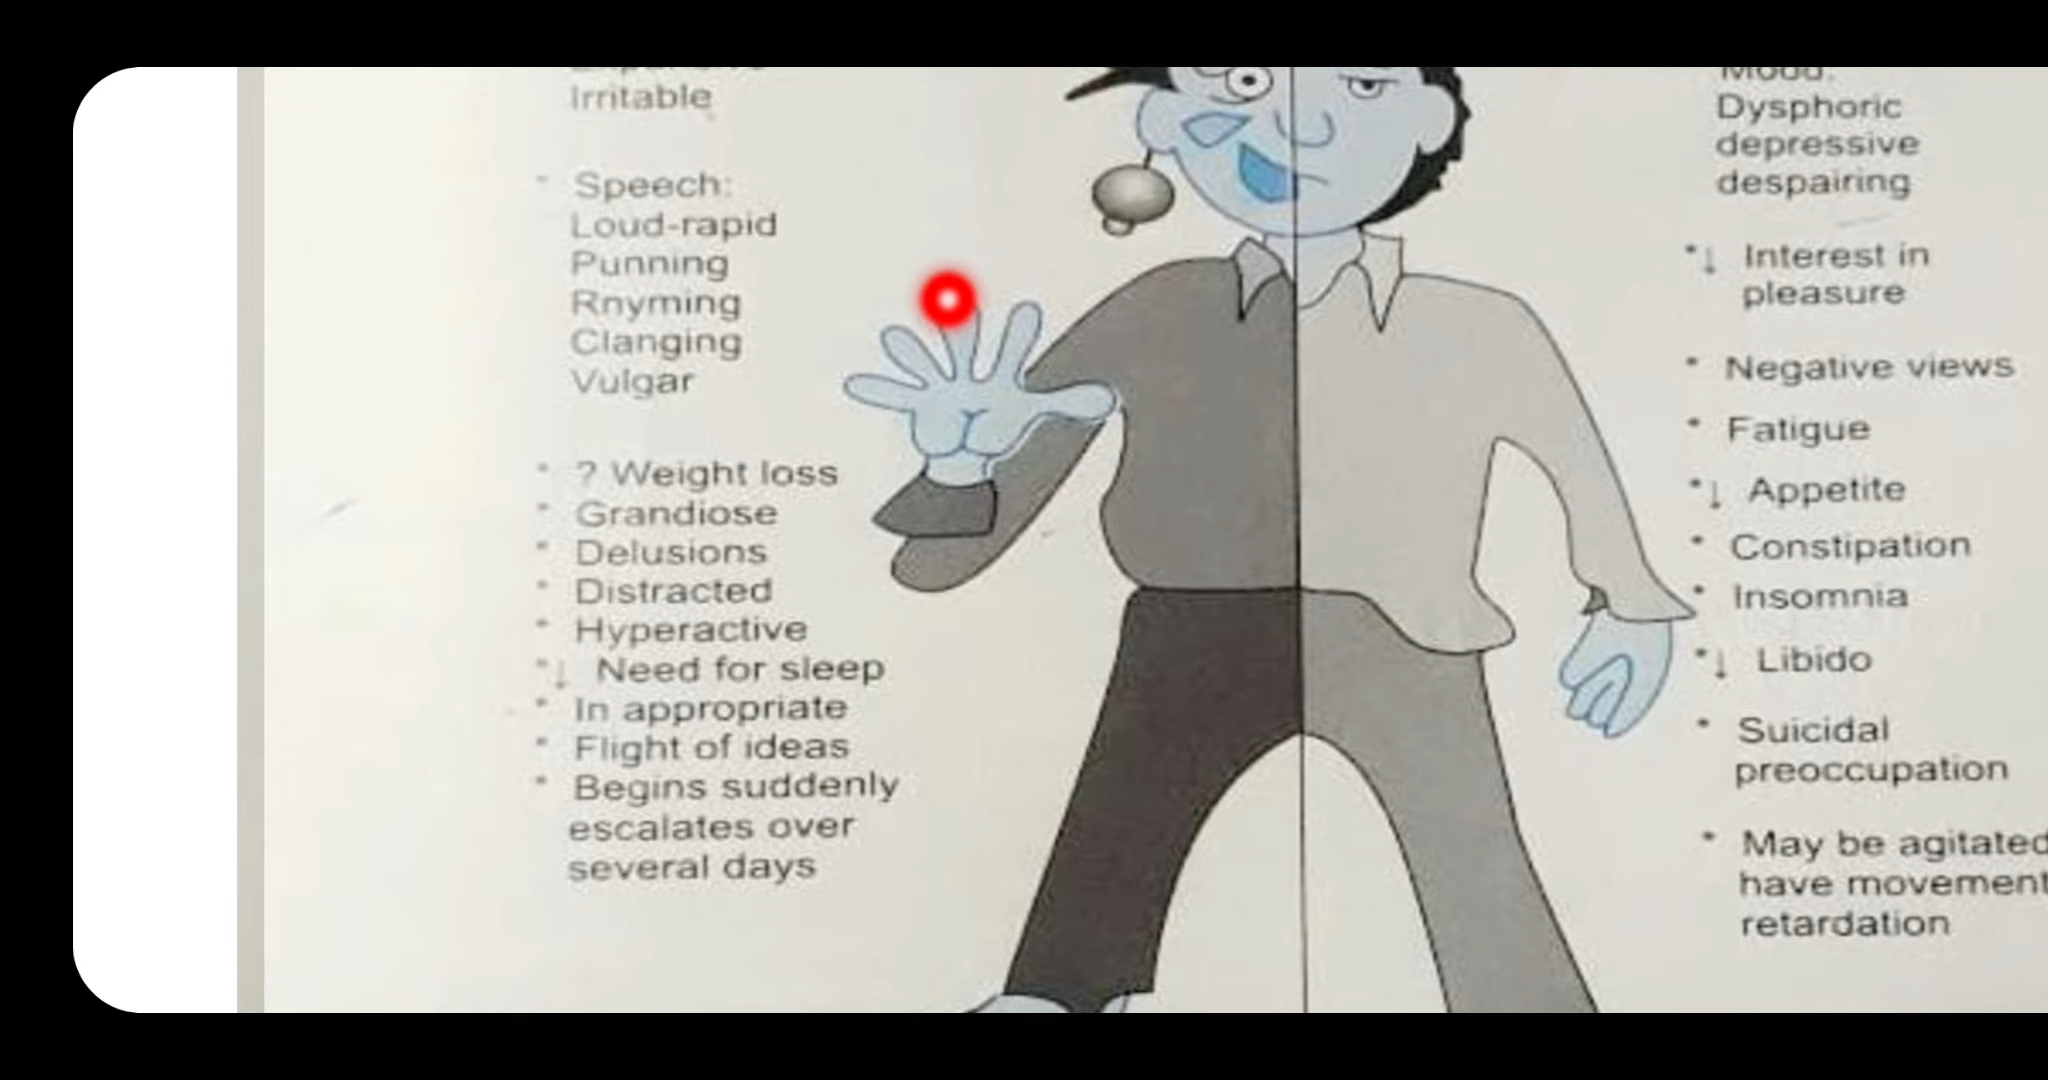 Irritable
* Speech:
Loud-rapid
Punning
Rnyming
Clanging
Vulgar
* ? Weight loss
* Grandiose
* Delusions
* Distracted
* Hyperactive
*↓ Need for sleep
* In appropriate
* Flight of ideas
* Begins suddenly
escalates over
several days
Mood:
Dysphoric
depressive
despairing
*↓ Interest in
pleasure
* Negative views
* Fatigue
*↓ Appetite
* Constipation
* Insomnia
*↓ Libido
* Suicidal
preoccupation
* May be agitated
have movement
retardation